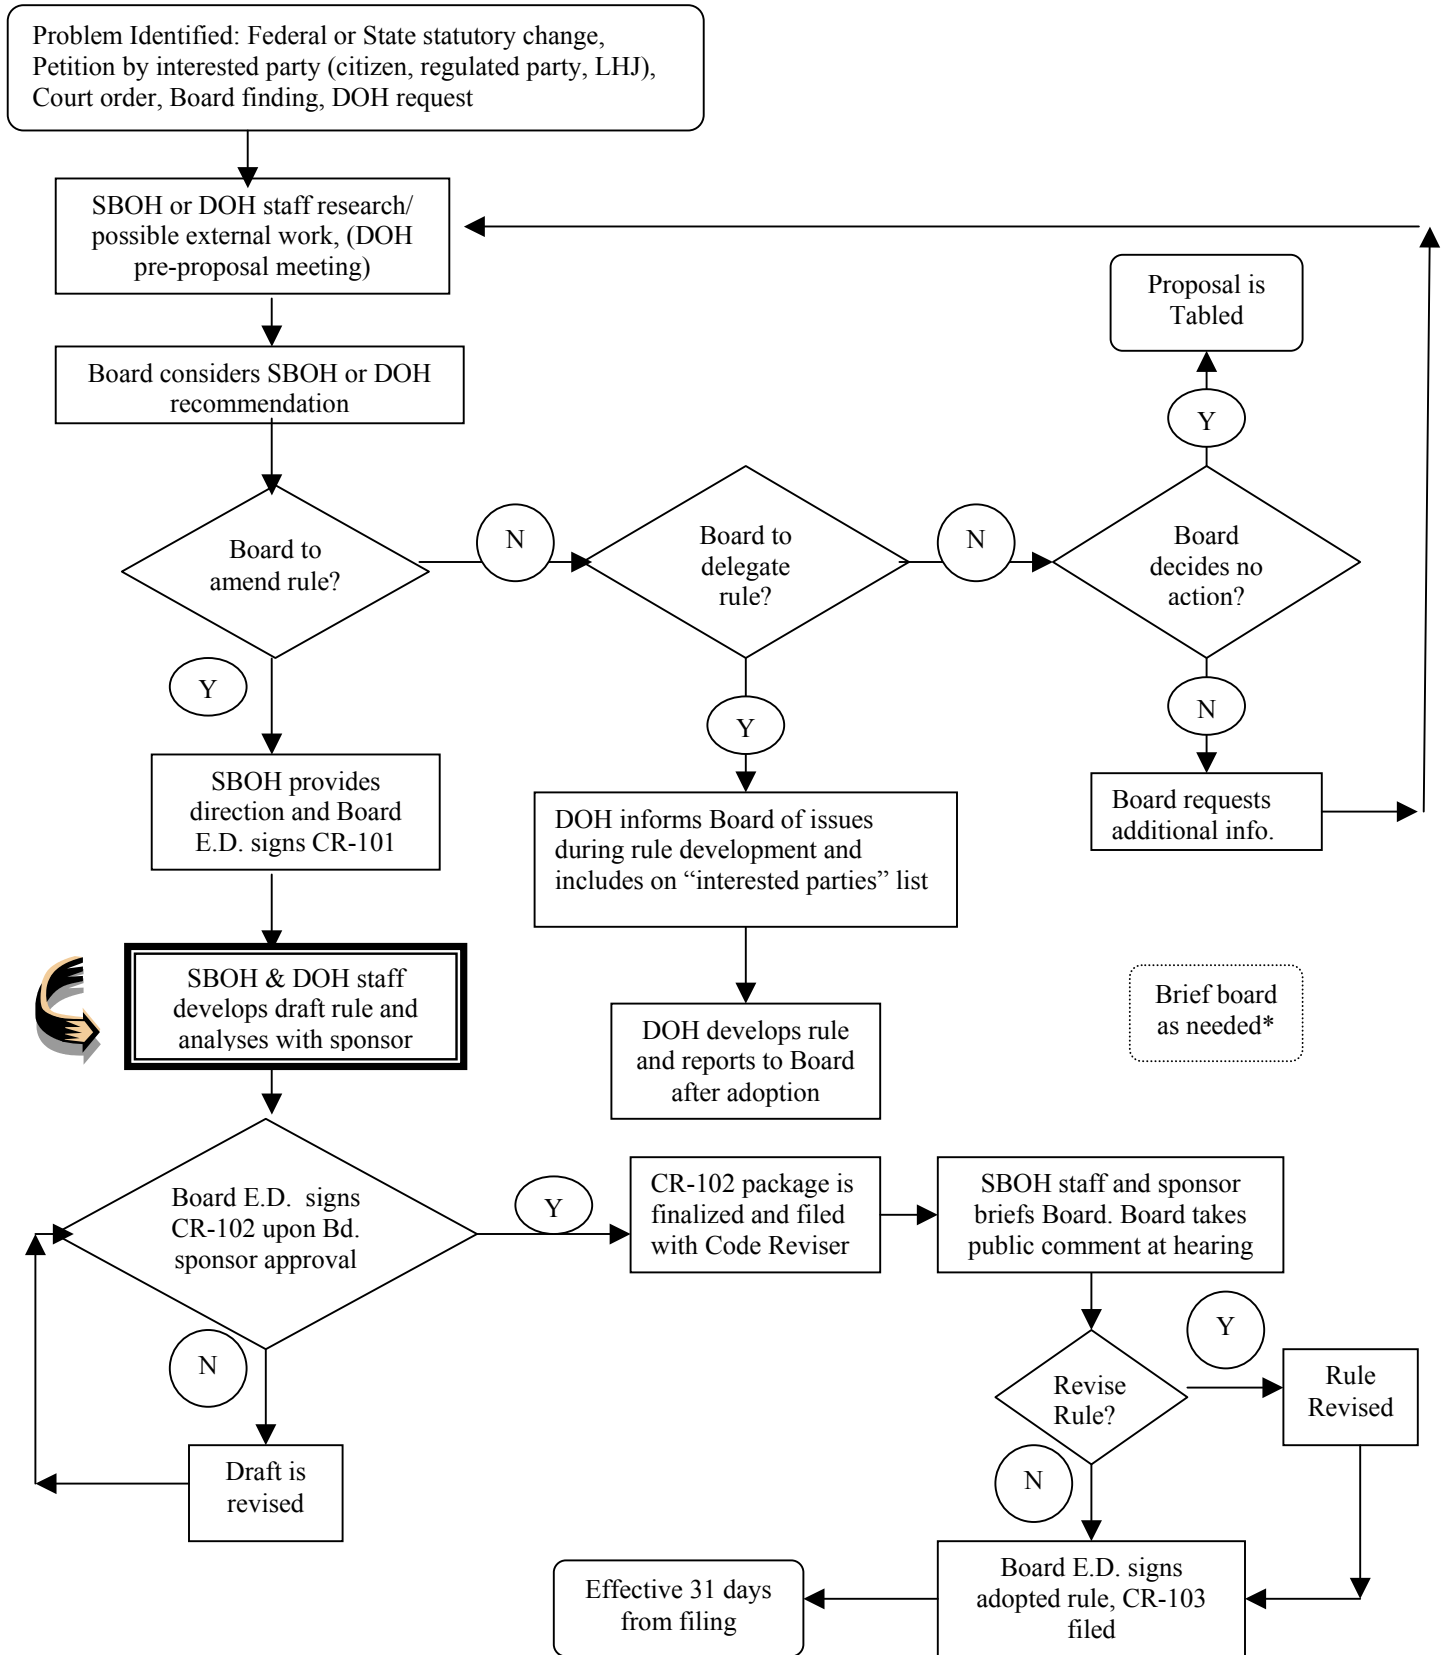 Problem Identified: Federal or State statutory change,
Petition by interested party (citizen, regulated party, LHJ),
Court order, Board finding, DOH request
SBOH or DOH staff research/
possible external work, (DOH
pre-proposal meeting)
Proposal is
Tabled
Board considers SBOH or DOH
recommendation
Y
Board to
amend rule?
N
Board to
delegate
rule?
N
Board
decides no
action?
Y
Y
N
SBOH provides
direction and Board
E.D. signs CR-101
DOH informs Board of issues
during rule development and
includes on “interested parties” list
Board requests
additional info.
SBOH & DOH staff
develops draft rule and
analyses with sponsor
DOH develops rule
and reports to Board
after adoption
Brief board
as needed*
Board E.D. signs
CR-102 upon Bd.
sponsor approval
Y
CR-102 package is
finalized and filed
with Code Reviser
SBOH staff and sponsor
briefs Board. Board takes
public comment at hearing
N
Y
Revise
Rule?
Rule
Revised
Draft is
revised
N
Effective 31 days
from filing
Board E.D. signs
adopted rule, CR-103
filed